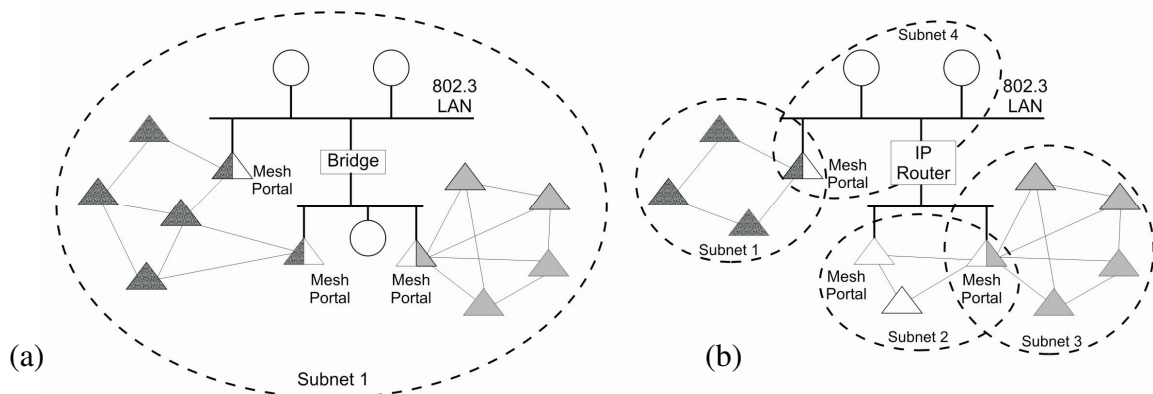 802.3
LAN
Bridge
Mesh
Portal
Mesh
Portal
Mesh
Portal
Subnet 1
(a)
Subnet 4
802.3
LAN
IP
Router
Mesh
Portal
Subnet 1
Mesh
Portal
Mesh
Portal
Subnet 2
Subnet 3
(b)